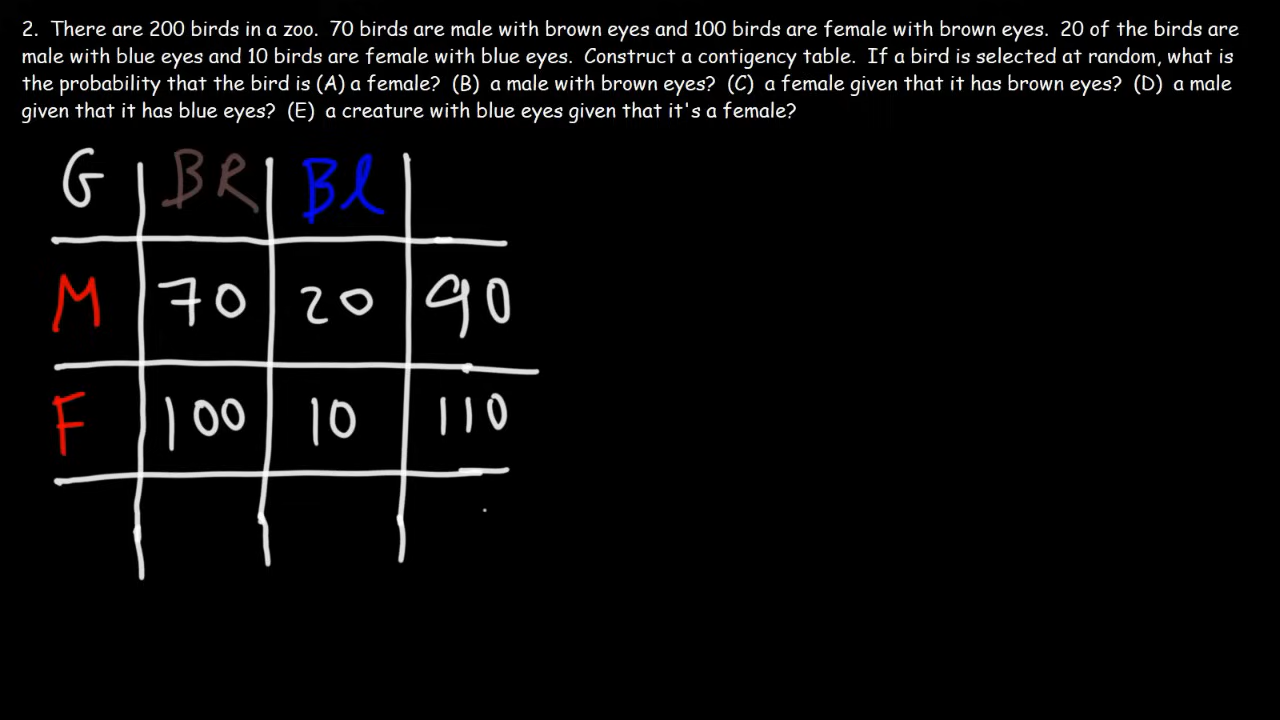 2. There are 200 birds in a zoo. 70 birds are male with brown eyes and 100 birds are female with brown eyes. 20 of the birds are
male with blue eyes and 10 birds are female with blue eyes. Construct a contigency table. If a bird is selected at random, what is
the probability that the bird is (A) a female? (B) a male with brown eyes? (C) a female given that it has brown eyes? (D) a male
given that it has blue eyes? (E) a creature with blue eyes given that it's a female?
G BR Bl
M 70 20 90
F 100 10 110